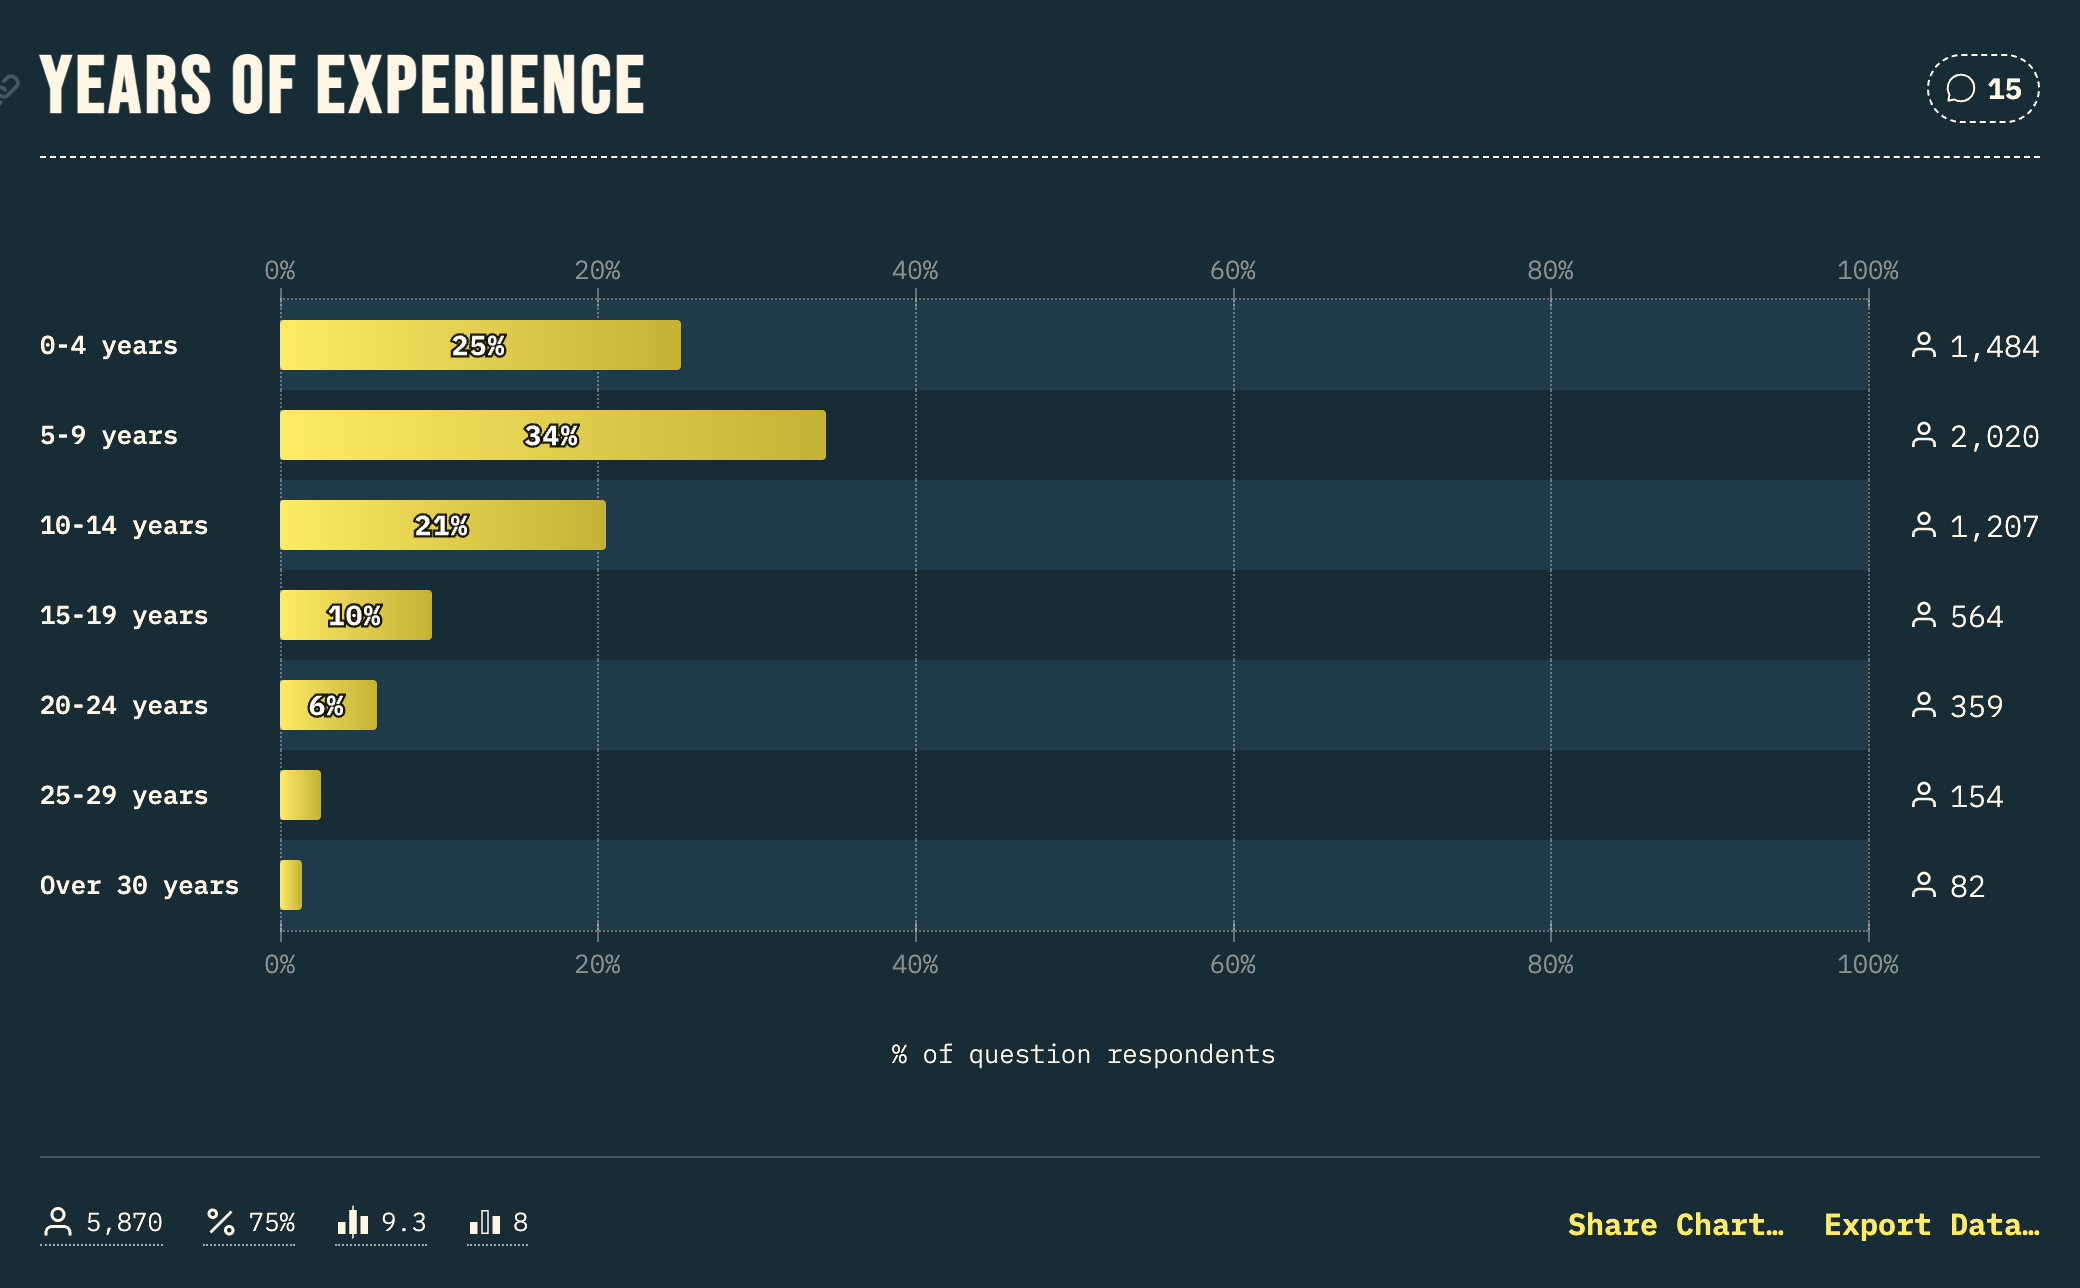 YEARS OF EXPERIENCE
15
0% 20% 40% 60% 80% 100%
0-4 years 25% 1,484
5-9 years 34% 2,020
10-14 years 21% 1,207
15-19 years 10% 564
20-24 years 6% 359
25-29 years 154
Over 30 years 82
0% 20% 40% 60% 80% 100%
% of question respondents
5,870 75% 9.3 8 Share Chart… Export Data…